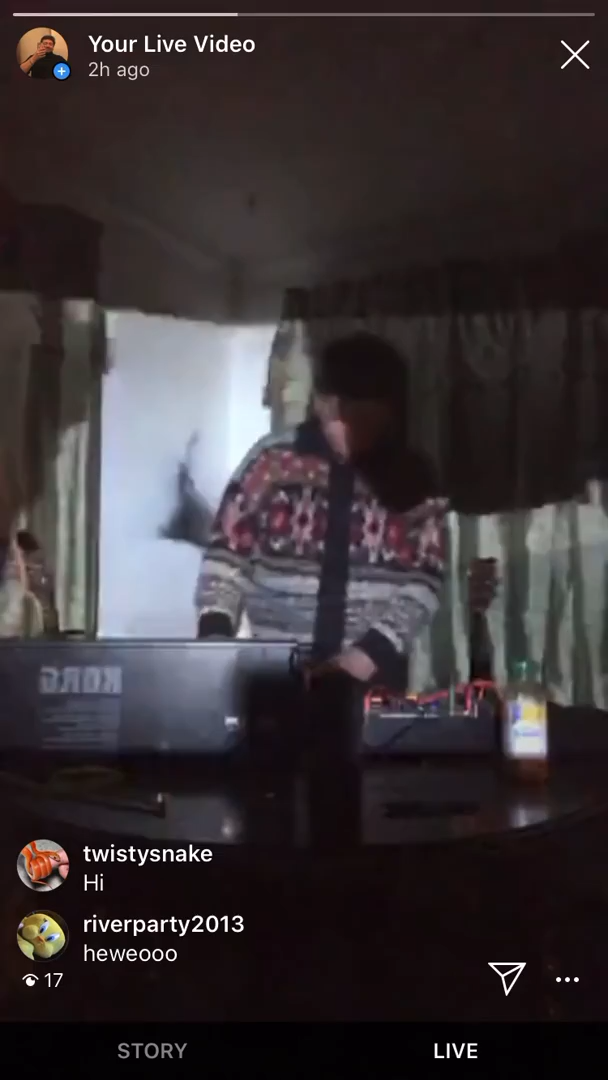 Your Live Video
2h ago
KORG
twistysnake
Hi
riverparty2013
heweooo
17
STORY
LIVE